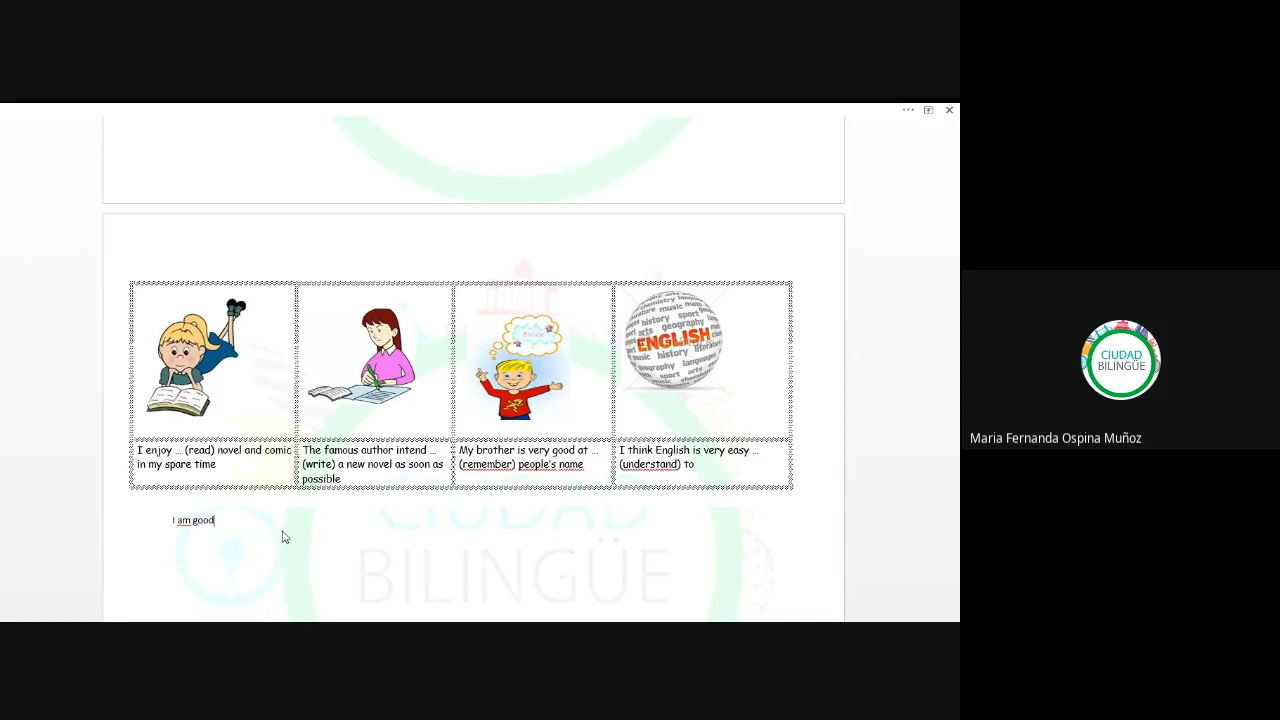 ENGLISH
I enjoy ... (read) novel and comic
in my spare time
The famous author intend ...
(write) a new novel as soon as
possible
My brother is very good at ...
(remember) people's name
I think English is very easy ...
(understand) to
I am good
CIUDAD
BILINGÜE
CIUDAD
BILINGÜE
Maria Fernanda Ospina Muñoz